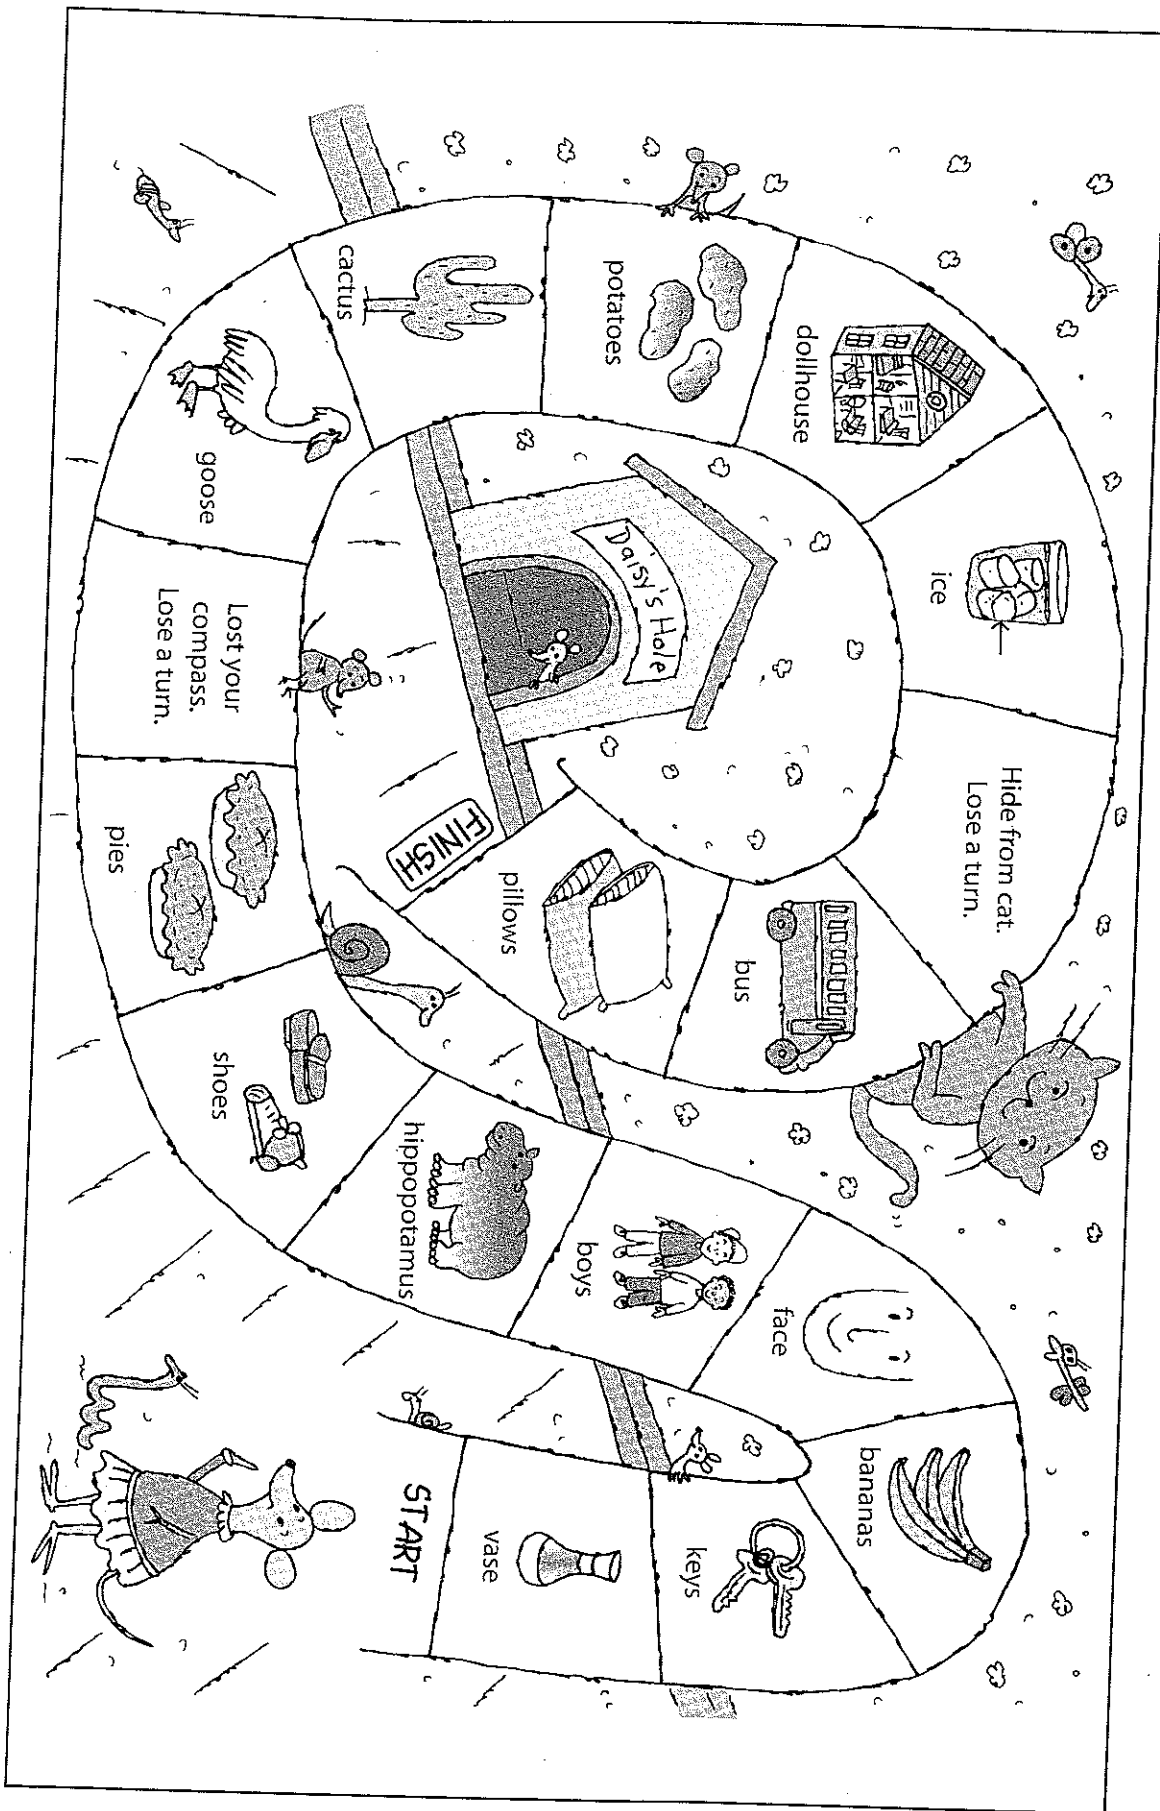 START
vase
keys
bananas
face
boys
hippopotamus
shoes
pies
Lost your
compass.
Lose a turn.
goose
cactus
potatoes
dollhouse
ice
Hide from cat.
Lose a turn.
bus
pillows
FINISH
Daisy's Hole